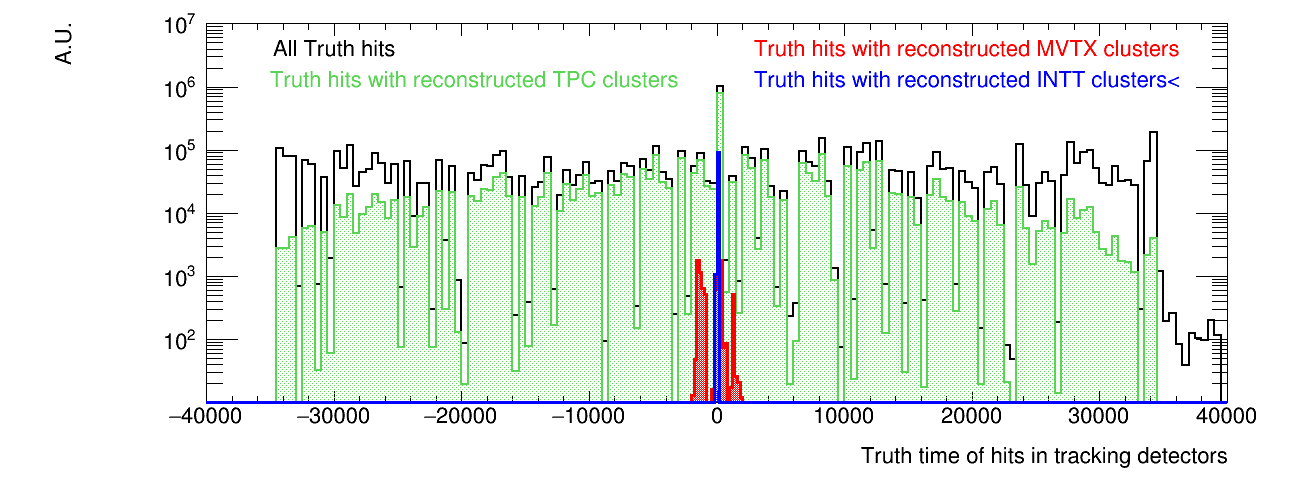 A.U.
10^7
10^6
10^5
10^4
10^3
10^2
All Truth hits
Truth hits with reconstructed TPC clusters
Truth hits with reconstructed MVTX clusters
Truth hits with reconstructed INTT clusters<
−40000 −30000 −20000 −10000 0 10000 20000 30000 40000
Truth time of hits in tracking detectors